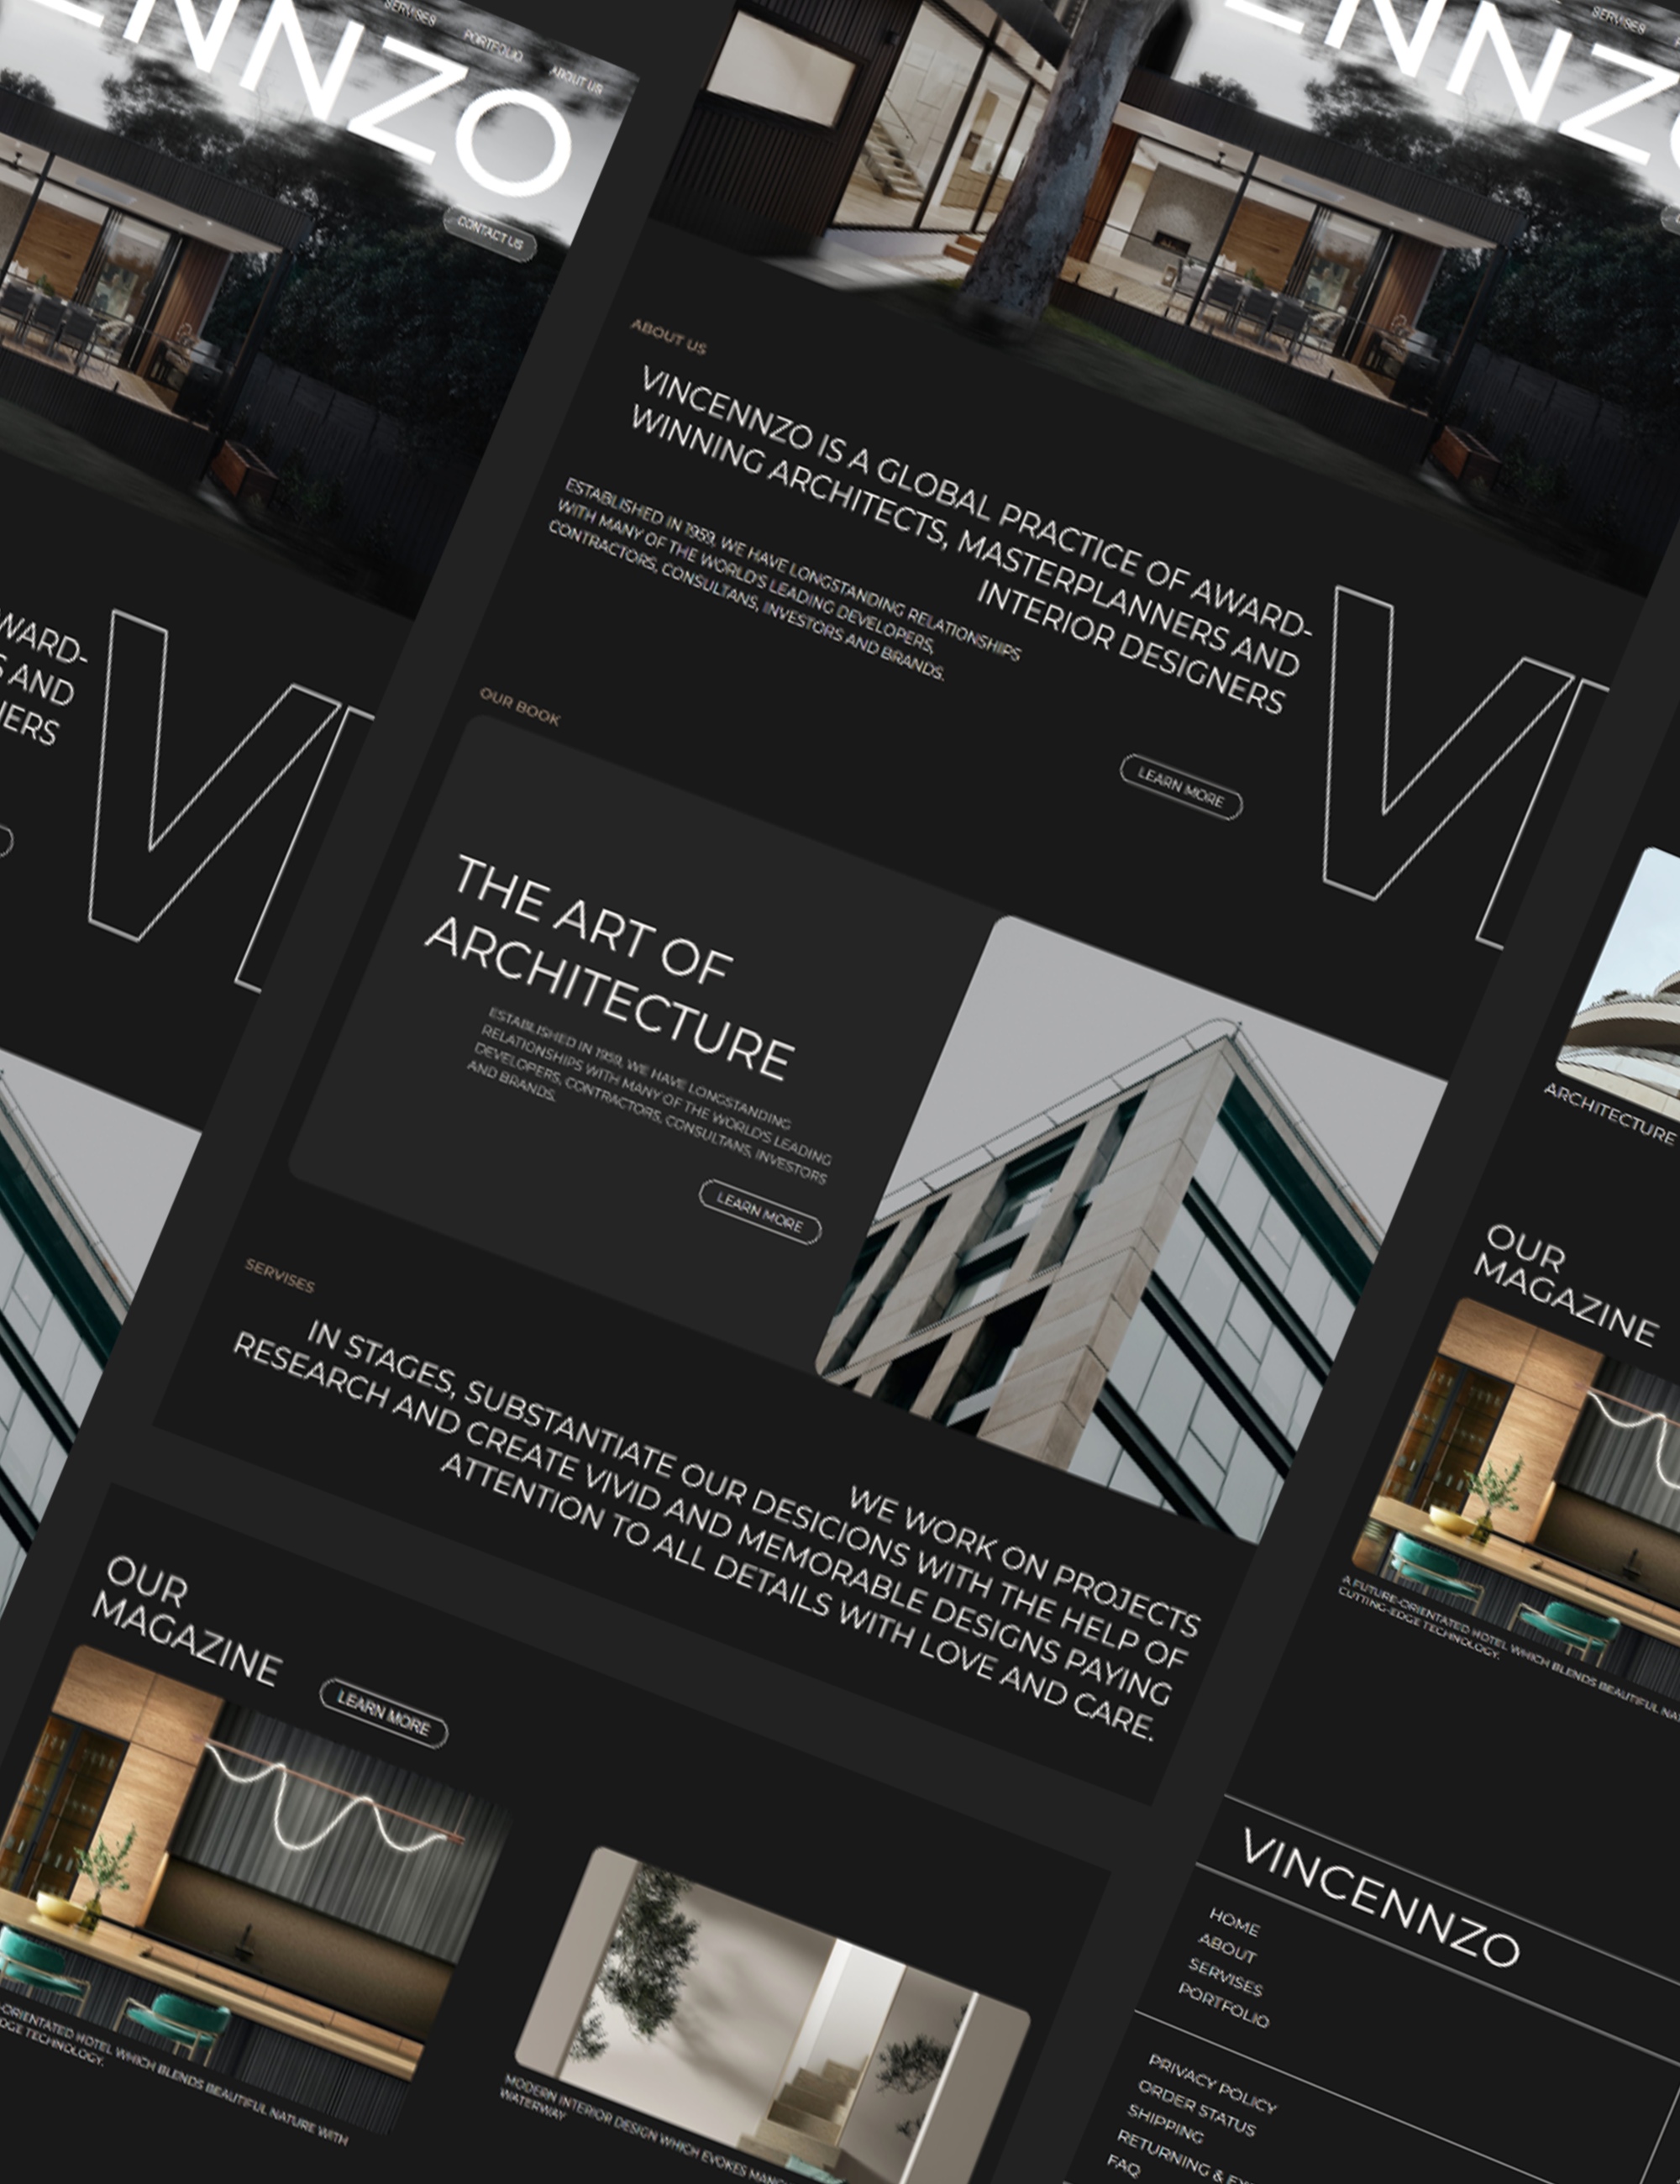 SERVISES
PORTFOLIO
ABOUT US
ENNZO
CONTACT US
WARD-
S AND
NERS
V
SERVISES
ENNZO
ABOUT US
VINCENNZO IS A GLOBAL PRACTICE OF AWARD-
WINNING ARCHITECTS, MASTERPLANNERS AND
INTERIOR DESIGNERS
ESTABLISHED IN 1959, WE HAVE LONGSTANDING RELATIONSHIPS
WITH MANY OF THE WORLD'S LEADING DEVELOPERS,
CONTRACTORS, CONSULTANS, INVESTORS AND BRANDS.
LEARN MORE
V
OUR BOOK
THE ART OF
ARCHITECTURE
ESTABLISHED IN 1959, WE HAVE LONGSTANDING
RELATIONSHIPS WITH MANY OF THE WORLD'S LEADING
DEVELOPERS, CONTRACTORS, CONSULTANS, INVESTORS
AND BRANDS.
LEARN MORE
SERVISES
WE WORK ON PROJECTS
IN STAGES, SUBSTANTIATE OUR DESICIONS WITH THE HELP OF
RESEARCH AND CREATE VIVID AND MEMORABLE DESIGNS PAYING
ATTENTION TO ALL DETAILS WITH LOVE AND CARE.
OUR
MAGAZINE
LEARN MORE
-ORIENTATED HOTEL WHICH BLENDS BEAUTIFUL NATURE WITH
DGE TECHNOLOGY.
MODERN INTERIOR DESIGN WHICH EVOKES
WATERWAY
ARCHITECTURE
OUR
MAGAZINE
A FUTURE-ORIENTATED HOTEL WHICH BLENDS BEAUTIFUL NA
CUTTING-EDGE TECHNOLOGY.
VINCENNZO
HOME
ABOUT
SERVISES
PORTFOLIO
PRIVACY POLICY
ORDER STATUS
SHIPPING
RETURNING & EX
FAQ